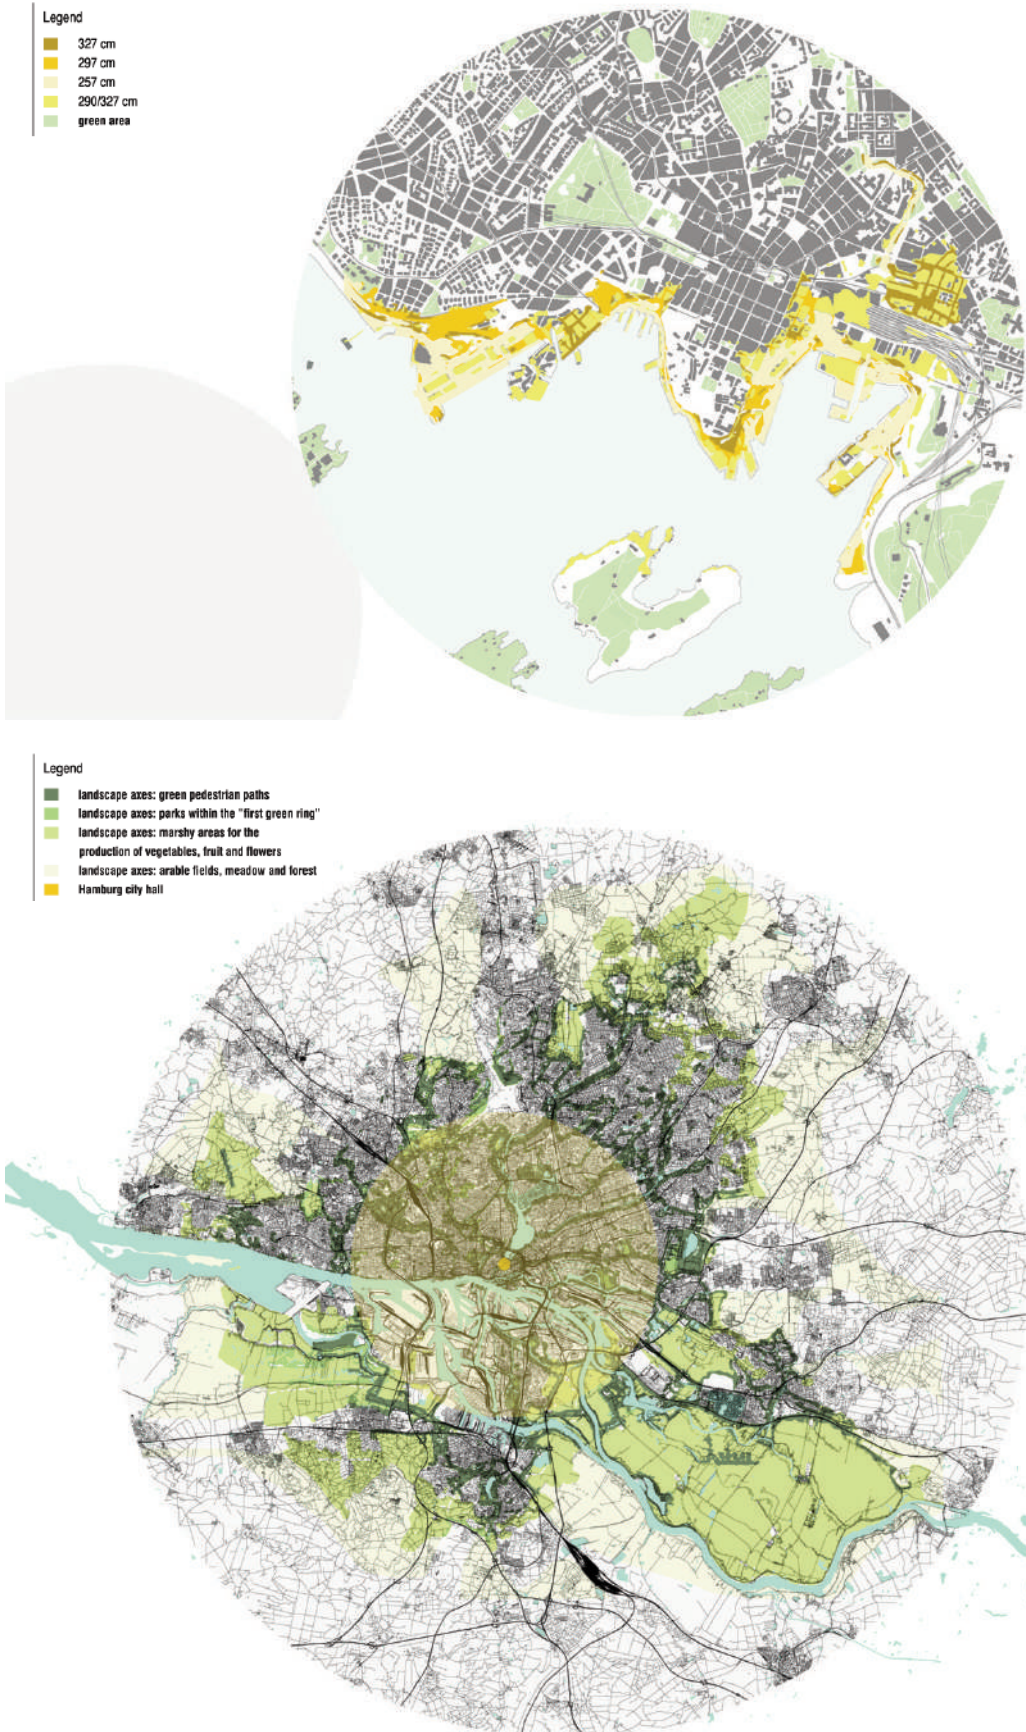 Legend
327 cm
297 cm
257 cm
290/327 cm
green area
Legend
landscape axes: green pedestrian paths
landscape axes: parks within the "first green ring"
landscape axes: marshy areas for the
production of vegetables, fruit and flowers
landscape axes: arable fields, meadow and forest
Hamburg city hall